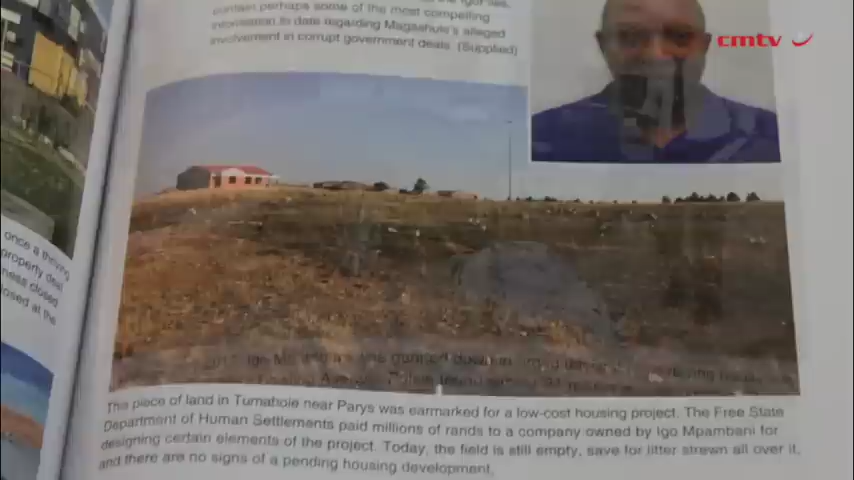 contain perhaps some of the most compelling
information to date regarding Magashule's alleged
involvement in corrupt government deals. (Supplied)
cmtv
once a thriving
property deal
ness closed
losed at the
This piece of land in Tumahole near Parys was earmarked for a low-cost housing project. The Free State
Department of Human Settlements paid millions of rands to a company owned by Igo Mpambani for
designing certain elements of the project. Today, the field is still empty, save for litter strewn all over it,
and there are no signs of a pending housing development.